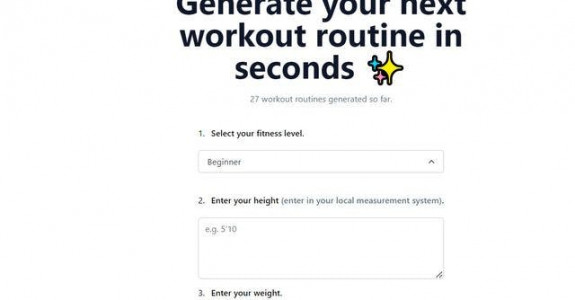 Generate your next
workout routine in
seconds ✨
27 workout routines generated so far.
1. Select your fitness level.
Beginner
2. Enter your height (enter in your local measurement system).
e.g. 5'10
3. Enter your weight.